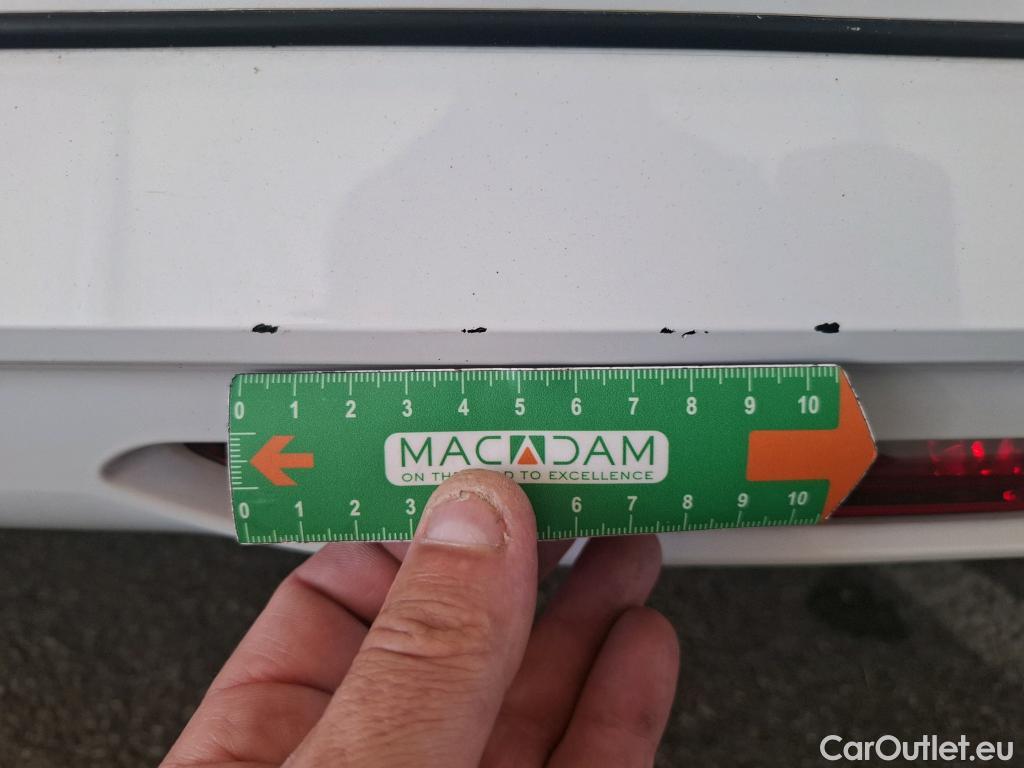 0 1 2 3 4 5 6 7 8 9 10
MACADAM
ON THE D TO EXCELLENCE
0 1 2 3 6 7 8 9 10
CarOutlet.eu